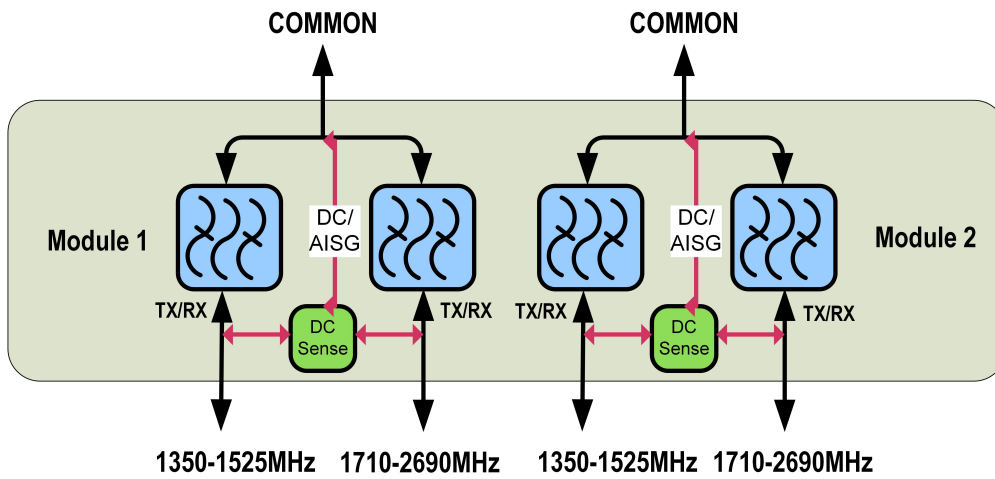 COMMON
COMMON
DC/
AISG
DC/
AISG
Module 1
Module 2
TX/RX
TX/RX
TX/RX
TX/RX
DC
Sense
DC
Sense
1350-1525MHz
1710-2690MHz
1350-1525MHz
1710-2690MHz